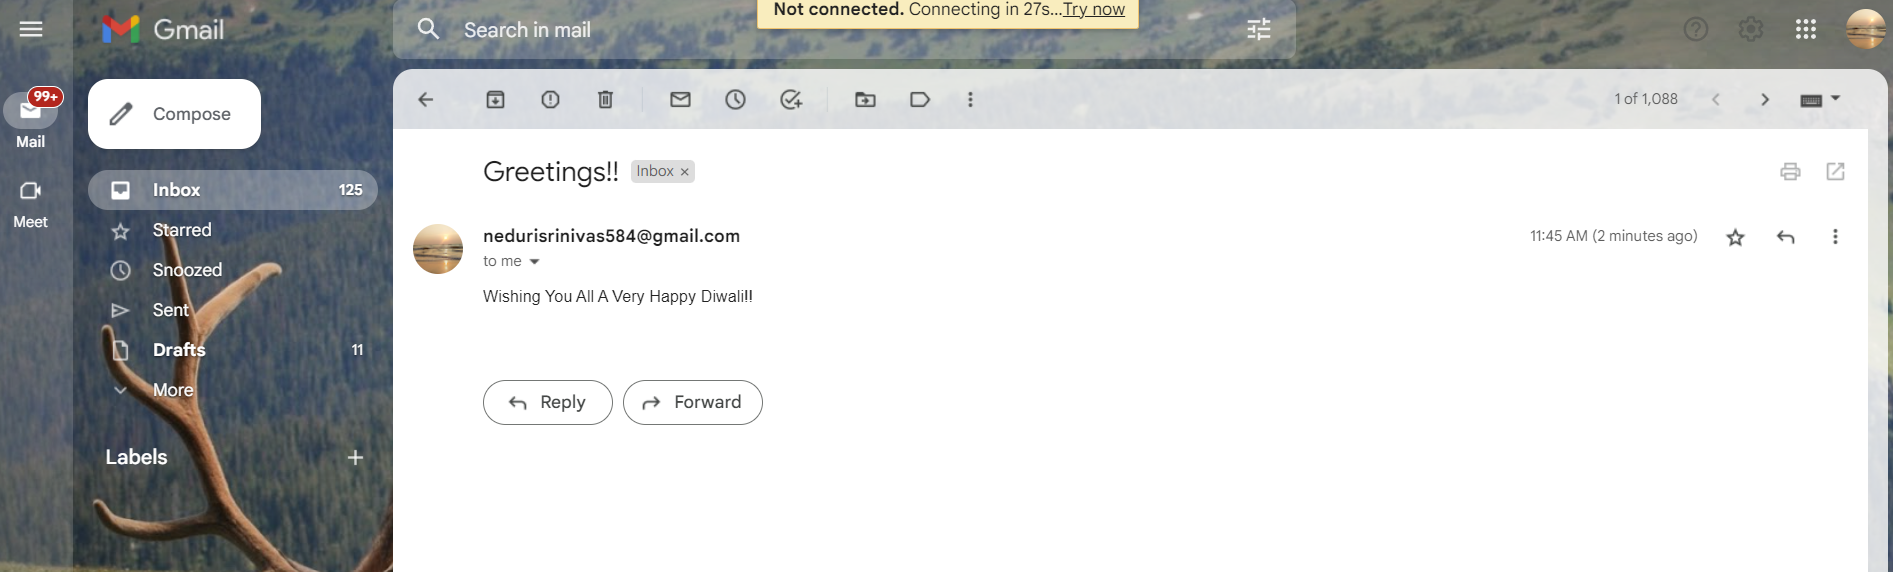 Not connected. Connecting in 27s...Try now
Gmail
Search in mail
99+
Mail
Meet
Compose
Inbox 125
Starred
Snoozed
Sent
Drafts 11
More
Labels
1 of 1,088
Greetings!! Inbox ×
nedurisrinivas584@gmail.com
11:45 AM (2 minutes ago)
to me
Wishing You All A Very Happy Diwali!!
Reply Forward